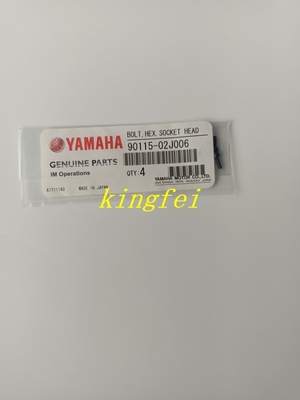 YAMAHA
GENUINE PARTS
IM Operations
BOLT, HEX. SOCKET HEAD
90115-02J006
QTY. 4
MADE IN JAPAN
YAMAHA MOTOR CO., LTD.
kingfei